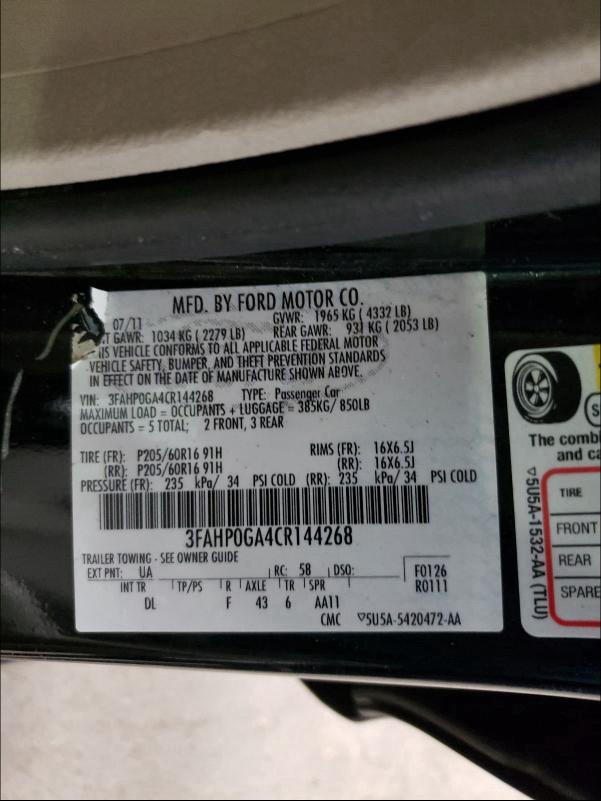 MFD. BY FORD MOTOR CO.
07/11 GVWR: 1965 KG ( 4332 LB)
GAWR: 1034 KG ( 2279 LB) REAR GAWR: 931 KG ( 2053 LB)
THIS VEHICLE CONFORMS TO ALL APPLICABLE FEDERAL MOTOR
VEHICLE SAFETY, BUMPER, AND THEFT PREVENTION STANDARDS
IN EFFECT ON THE DATE OF MANUFACTURE SHOWN ABOVE.
VIN: 3FAHP0GA4CR144268 TYPE: Passenger Car
MAXIMUM LOAD = OCCUPANTS + LUGGAGE = 385KG/ 850LB
OCCUPANTS = 5 TOTAL; 2 FRONT, 3 REAR
TIRE (FR): P205/60R16 91H RIMS (FR): 16X6.5J
(RR): P205/60R16 91H (RR): 16X6.5J
PRESSURE (FR): 235 kPa/ 34 PSI COLD (RR): 235 kPa/ 34 PSI COLD
3FAHP0GA4CR144268
TRAILER TOWING - SEE OWNER GUIDE
EXT PNT: UA RC: 58 DSO: F0126
INT TR TP/PS R AXLE TR SPR R0111
DL F 43 6 AA11
CMC ▽5U5A-5420472-AA
The combi
and ca
TIRE
FRONT
REAR
SPARE
▽5U5A-1532-AA (TLU)